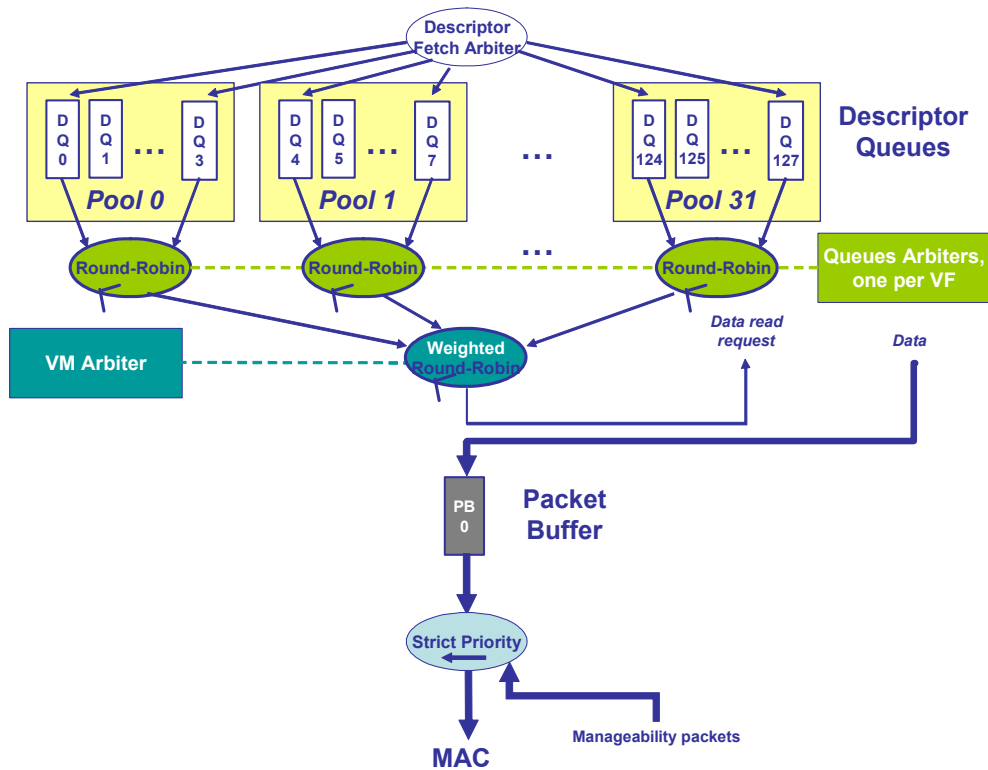 Descriptor
Fetch Arbiter
D Q 0
D Q 1
...
D Q 3
Pool 0
D Q 4
D Q 5
...
D Q 7
Pool 1
...
D Q 124
D Q 125
...
D Q 127
Pool 31
Descriptor
Queues
Round-Robin
Round-Robin
...
Round-Robin
Queues Arbiters,
one per VF
VM Arbiter
Weighted
Round-Robin
Data read
request
Data
PB
0
Packet
Buffer
Strict Priority
Manageability packets
MAC